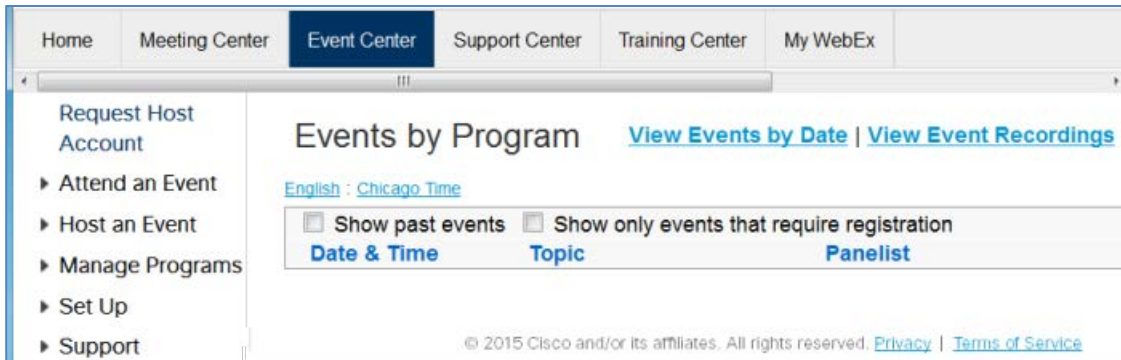 Home Meeting Center Event Center Support Center Training Center My WebEx
Request Host
Account
Attend an Event
Host an Event
Manage Programs
Set Up
Support
Events by Program View Events by Date | View Event Recordings
English : Chicago Time
Show past events Show only events that require registration
Date & Time Topic Panelist
© 2015 Cisco and/or its affiliates. All rights reserved. Privacy | Terms of Service